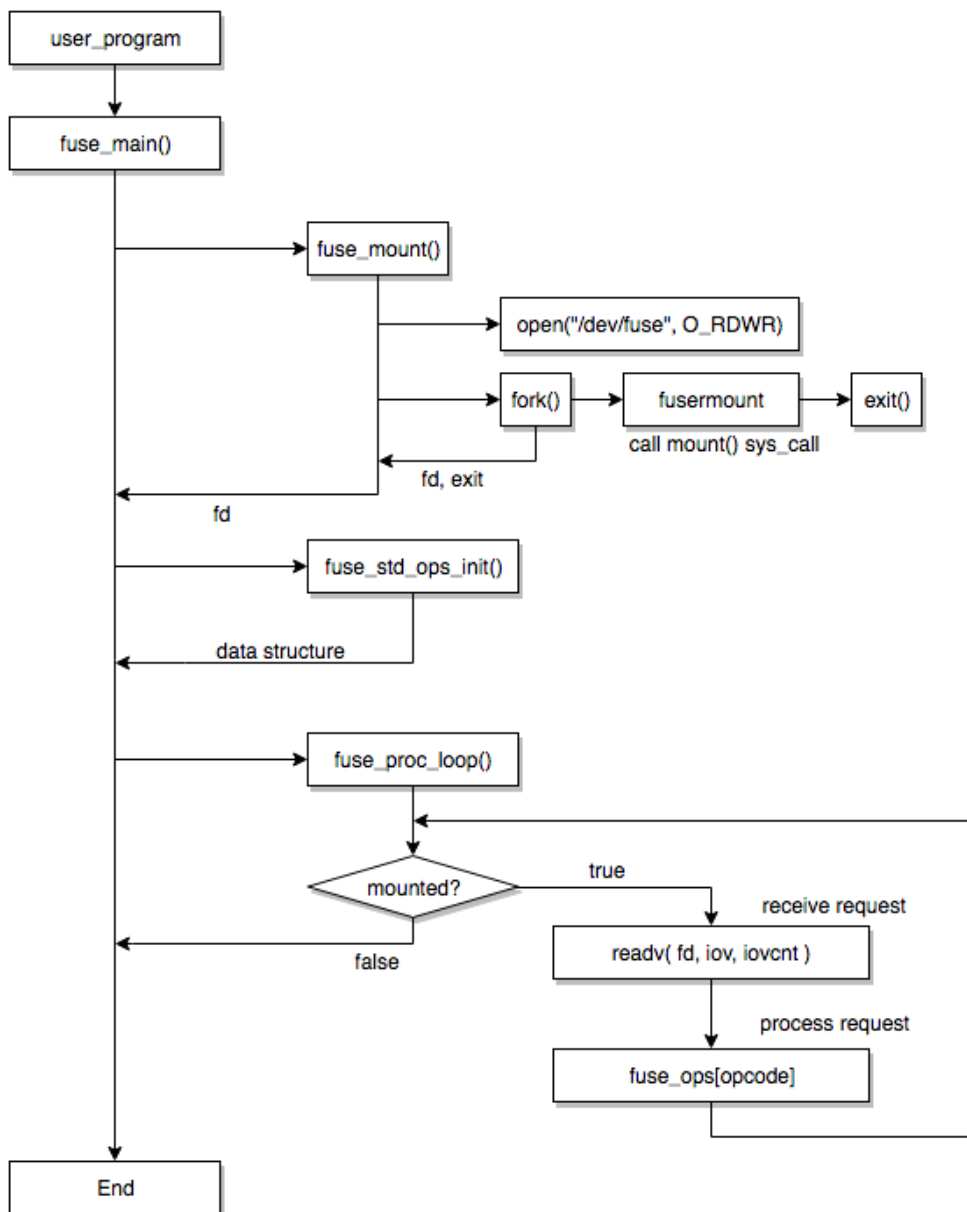 user_program
fuse_main()
fuse_mount()
open("/dev/fuse", O_RDWR)
fork()
fusermount
exit()
call mount() sys_call
fd, exit
fd
fuse_std_ops_init()
data structure
fuse_proc_loop()
mounted?
true
receive request
false
readv( fd, iov, iovcnt )
process request
fuse_ops[opcode]
End